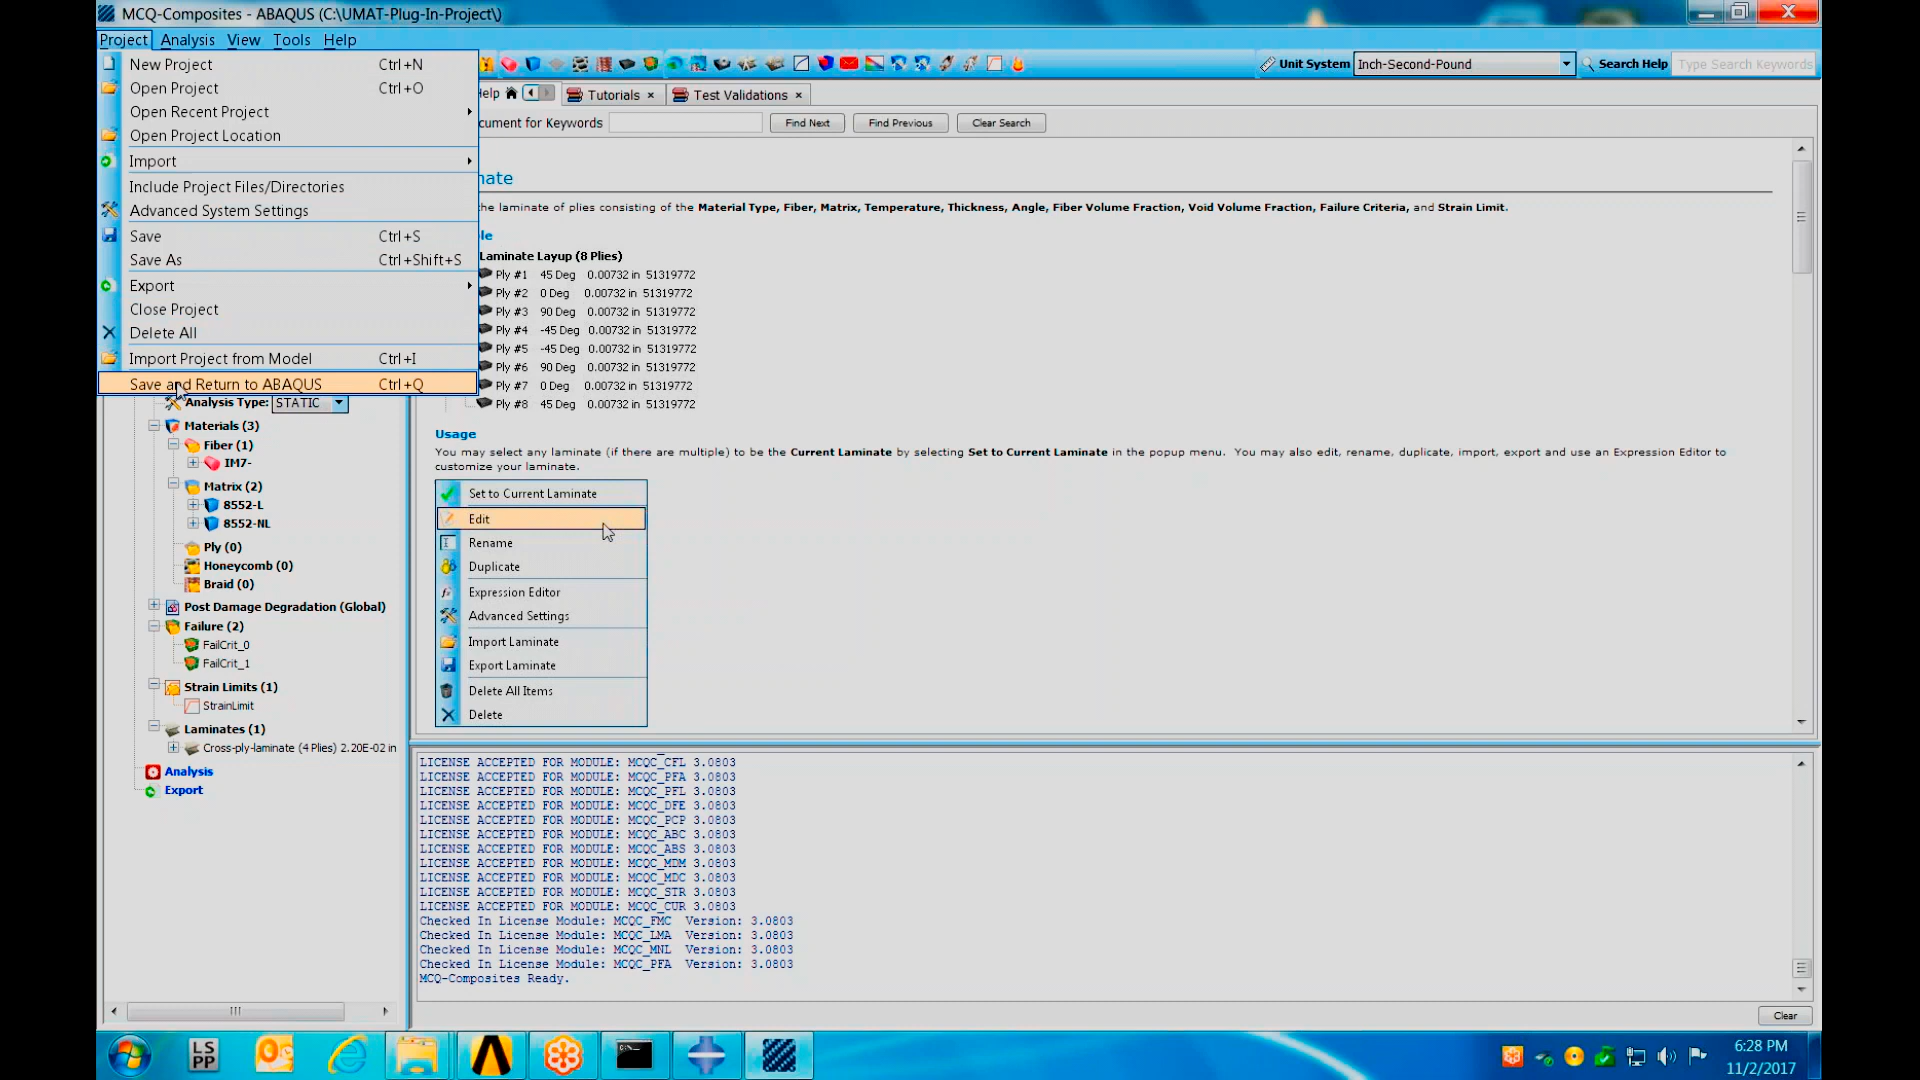 MCQ-Composites - ABAQUS (C:\UMAT-Plug-In-Project\)
Project Analysis View Tools Help
New Project Ctrl+N
Open Project Ctrl+O
Open Recent Project
Open Project Location
Import
Include Project Files/Directories
Advanced System Settings
Save Ctrl+S
Save As Ctrl+Shift+S
Export
Close Project
Delete All
Import Project from Model Ctrl+I
Save and Return to ABAQUS Ctrl+Q
Unit System Inch-Second-Pound Search Help Type Search Keywords
elp Tutorials × Test Validations ×
cument for Keywords Find Next Find Previous Clear Search
nate
the laminate of plies consisting of the Material Type, Fiber, Matrix, Temperature, Thickness, Angle, Fiber Volume Fraction, Void Volume Fraction, Failure Criteria, and Strain Limit.
le
Laminate Layup (8 Plies)
Ply #1 45 Deg 0.00732 in 51319772
Ply #2 0 Deg 0.00732 in 51319772
Ply #3 90 Deg 0.00732 in 51319772
Ply #4 -45 Deg 0.00732 in 51319772
Ply #5 -45 Deg 0.00732 in 51319772
Ply #6 90 Deg 0.00732 in 51319772
Ply #7 0 Deg 0.00732 in 51319772
Ply #8 45 Deg 0.00732 in 51319772
Usage
You may select any laminate (if there are multiple) to be the Current Laminate by selecting Set to Current Laminate in the popup menu. You may also edit, rename, duplicate, import, export and use an Expression Editor to
customize your laminate.
Set to Current Laminate
Edit
Rename
Duplicate
Expression Editor
Advanced Settings
Import Laminate
Export Laminate
Delete All Items
Delete
Analysis Type: STATIC
Materials (3)
Fiber (1)
IM7-
Matrix (2)
8552-L
8552-NL
Ply (0)
Honeycomb (0)
Braid (0)
Post Damage Degradation (Global)
Failure (2)
FailCrit_0
FailCrit_1
Strain Limits (1)
StrainLimit
Laminates (1)
Cross-ply-laminate (4 Plies) 2.20E-02 in
Analysis
Export
LICENSE ACCEPTED FOR MODULE: MCQC_CFL 3.0803
LICENSE ACCEPTED FOR MODULE: MCQC_PFA 3.0803
LICENSE ACCEPTED FOR MODULE: MCQC_PFL 3.0803
LICENSE ACCEPTED FOR MODULE: MCQC_DFE 3.0803
LICENSE ACCEPTED FOR MODULE: MCQC_PCP 3.0803
LICENSE ACCEPTED FOR MODULE: MCQC_ABC 3.0803
LICENSE ACCEPTED FOR MODULE: MCQC_ABS 3.0803
LICENSE ACCEPTED FOR MODULE: MCQC_MDM 3.0803
LICENSE ACCEPTED FOR MODULE: MCQC_MDC 3.0803
LICENSE ACCEPTED FOR MODULE: MCQC_STR 3.0803
LICENSE ACCEPTED FOR MODULE: MCQC_CUR 3.0803
Checked In License Module: MCQC_FMC Version: 3.0803
Checked In License Module: MCQC_LMA Version: 3.0803
Checked In License Module: MCQC_MNL Version: 3.0803
Checked In License Module: MCQC_PFA Version: 3.0803
MCQ-Composites Ready.
Clear
LS
PP
6:28 PM
11/2/2017